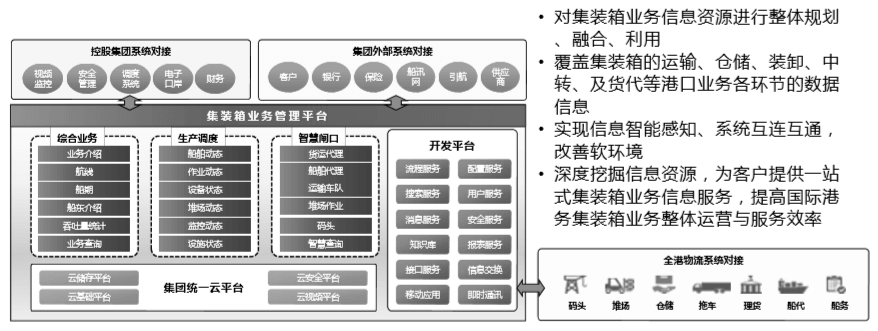 控股集团系统对接
视频监控
安全管理
调度系统
电子口岸
财务
集团外部系统对接
客户
银行
保险
船讯网
引航
供应商
集装箱业务管理平台
综合业务
业务介绍
航线
船期
船东介绍
吞吐量统计
业务查询
生产调度
船舶动态
作业动态
设备状态
堆场动态
监控动态
设施状态
智慧闸口
货运代理
船舶代理
运输车队
堆场作业
码头
智慧查询
开发平台
流程服务
配置服务
搜索服务
用户服务
消息服务
安全服务
知识库
报表服务
接口服务
信息交换
移动应用
即时通讯
云储存平台
云基础平台
集团统一云平台
云安全平台
云视频平台
• 对集装箱业务信息资源进行整体规划
、融合、利用
• 覆盖集装箱的运输、仓储、装卸、中
转、及货代等港口业务各环节的数据
信息
• 实现信息智能感知、系统互连互通，
改善软环境
• 深度挖掘信息资源，为客户提供一站
式集装箱业务信息服务，提高国际港
务集装箱业务整体运营与服务效率
全港物流系统对接
码头
堆场
仓储
拖车
理货
船代
船务